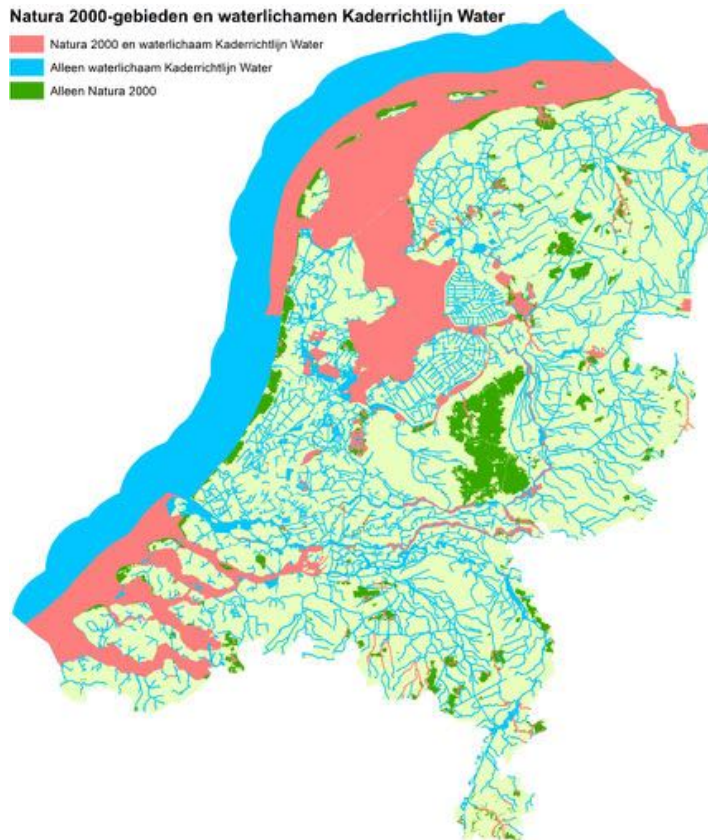 Natura 2000-gebieden en waterlichamen Kaderrichtlijn Water
Natura 2000 en waterlichaam Kaderrichtlijn Water
Alleen waterlichaam Kaderrichtlijn Water
Alleen Natura 2000